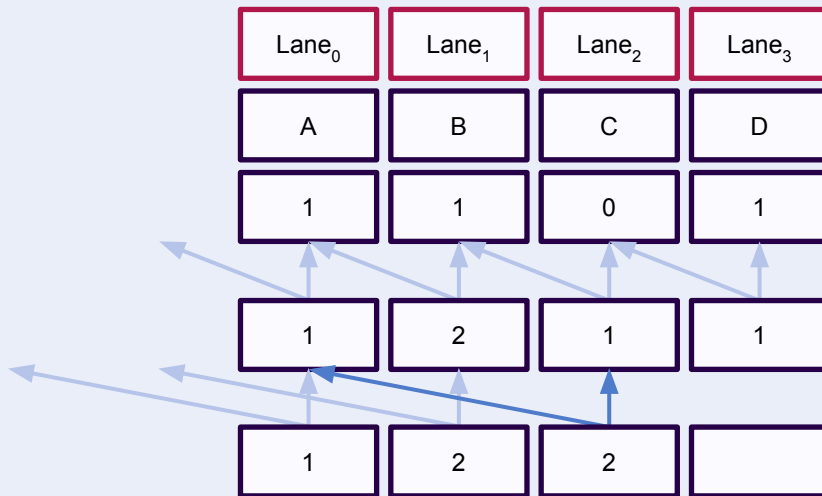 Lane₀ Lane₁ Lane₂ Lane₃
A B C D
1 1 0 1
1 2 1 1
1 2 2